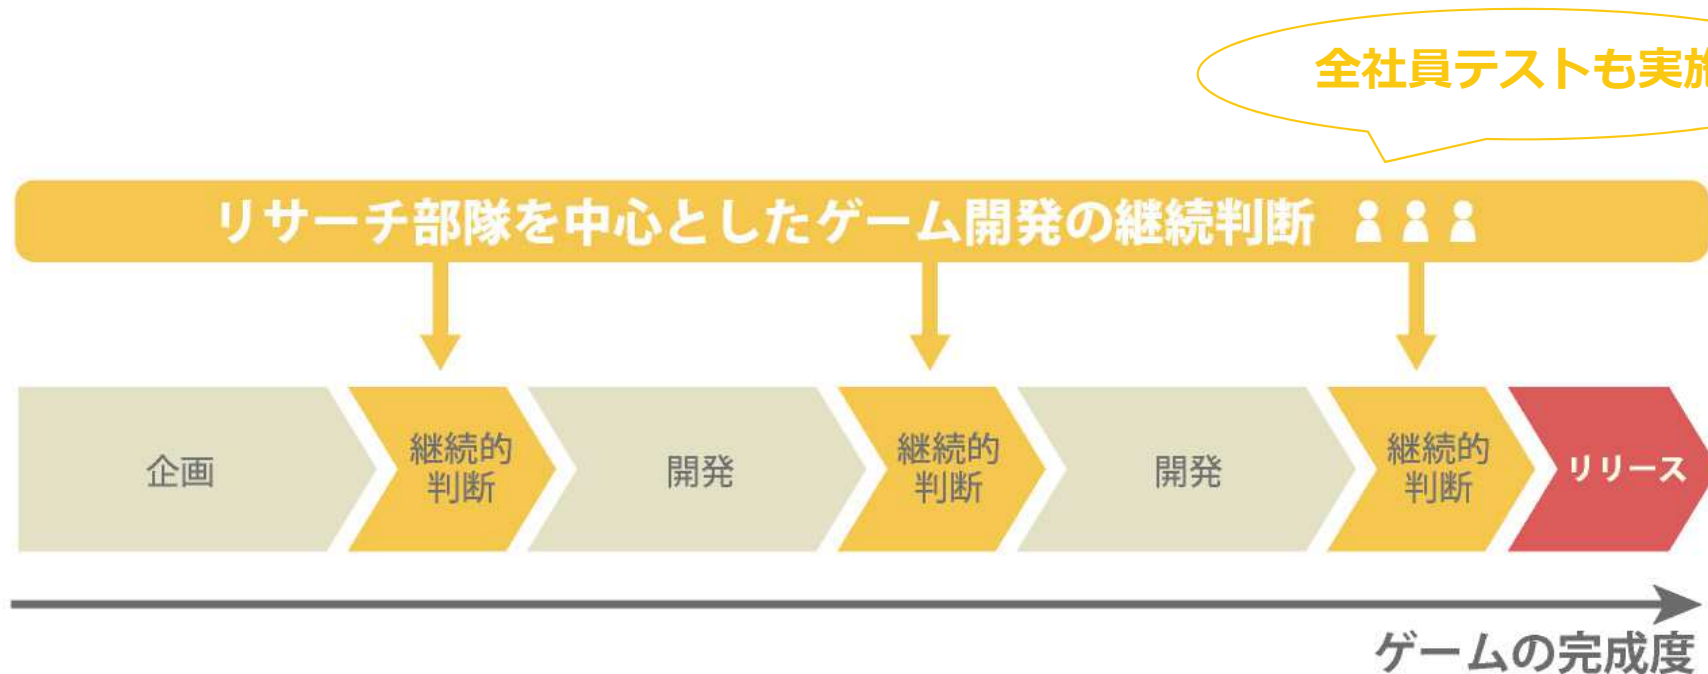 全社員テストも実施
リサーチ部隊を中心としたゲーム開発の継続判断
企画
継続的
判断
開発
継続的
判断
開発
継続的
判断
リリース
ゲームの完成度